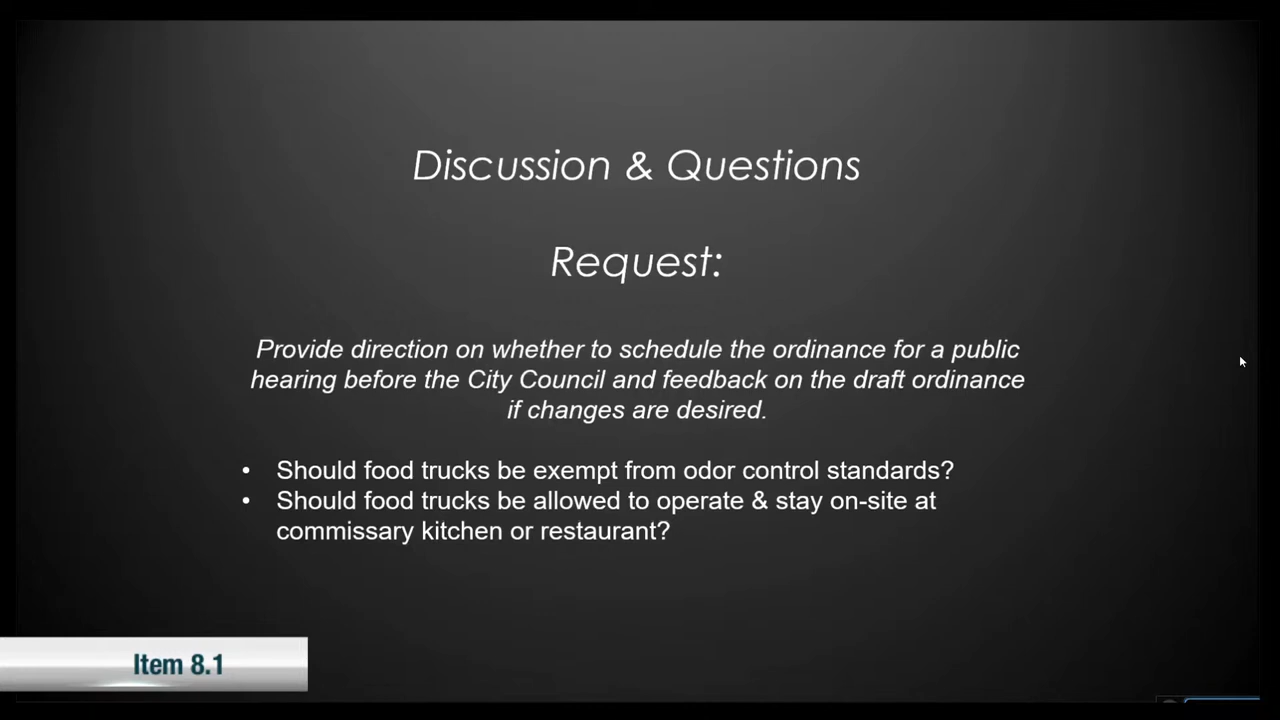 Discussion & Questions
Request:
Provide direction on whether to schedule the ordinance for a public
hearing before the City Council and feedback on the draft ordinance
if changes are desired.
• Should food trucks be exempt from odor control standards?
• Should food trucks be allowed to operate & stay on-site at
commissary kitchen or restaurant?
Item 8.1